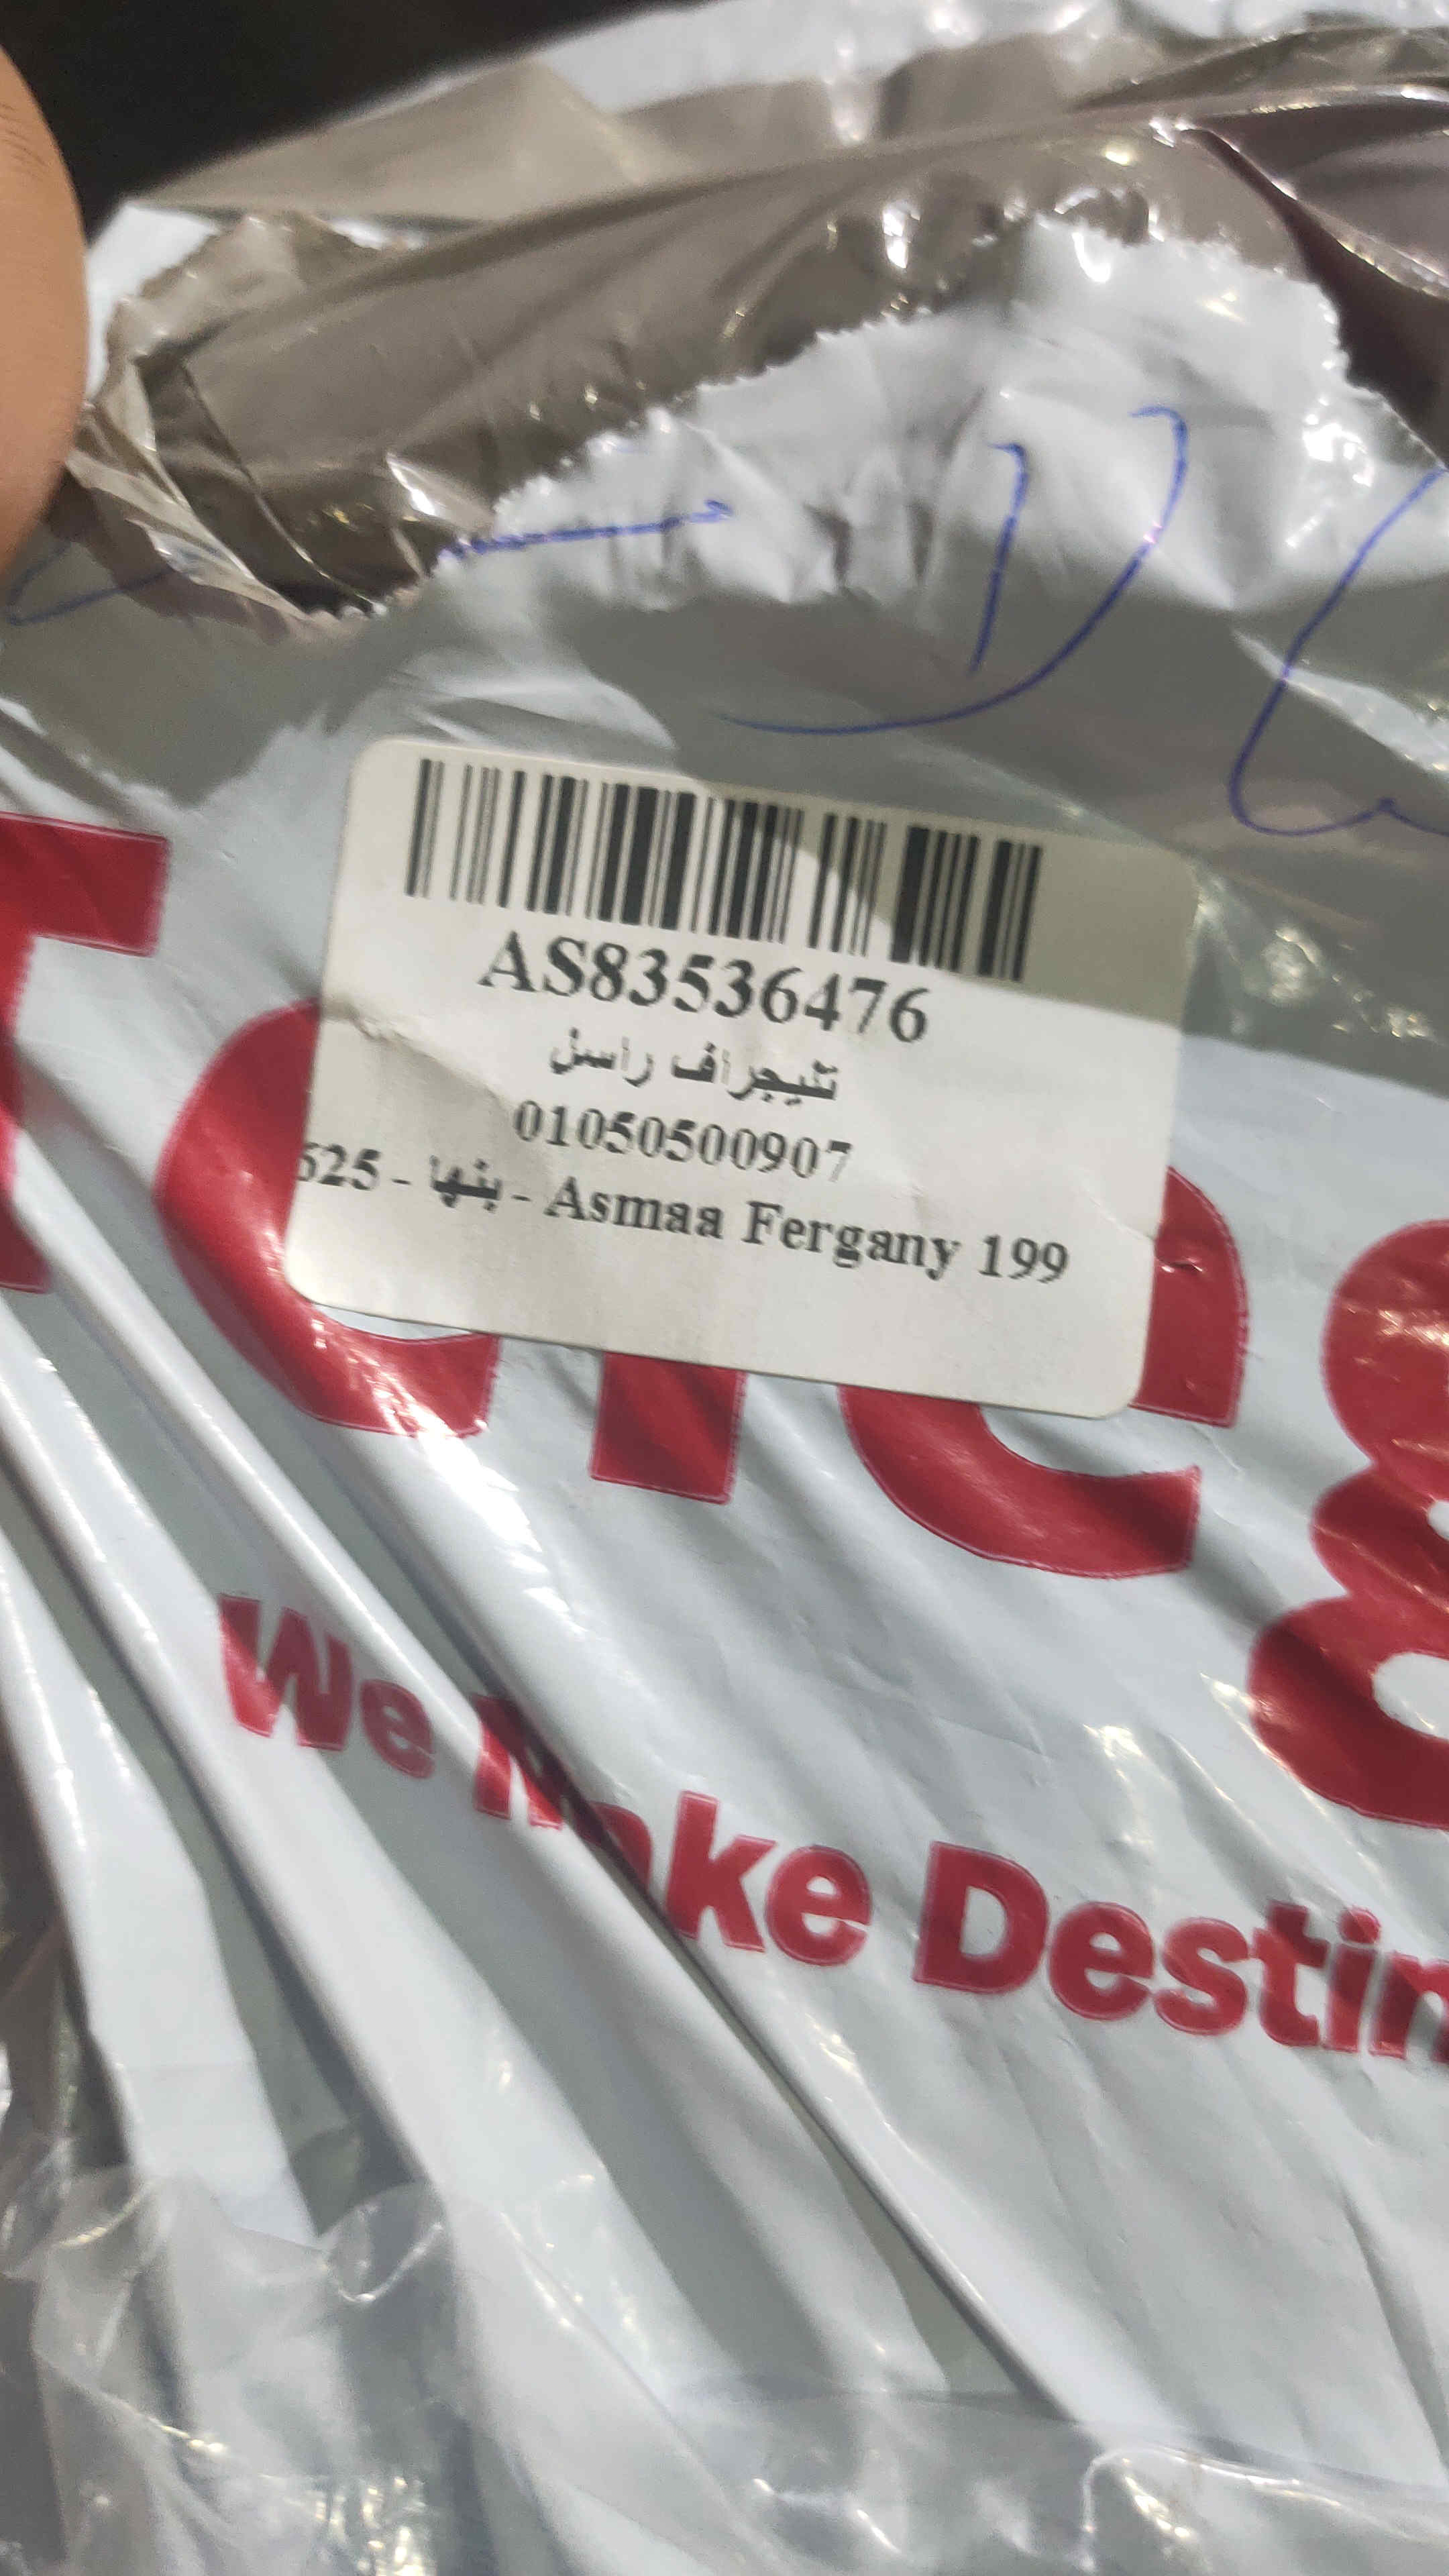 AS83536476
تليجراف راسل
01050500907
525 - بنها - Asmaa Fergany 199
We Make Destin